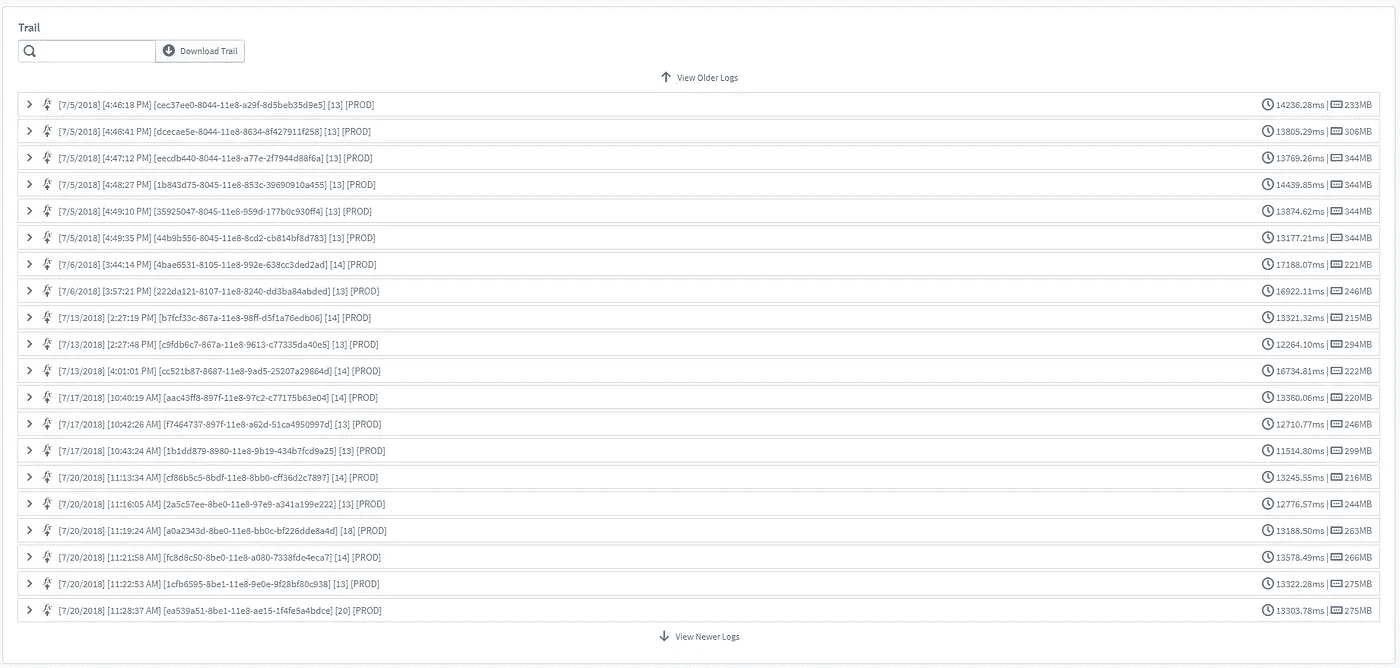 Trail
Download Trail
View Older Logs
[7/5/2018] [4:46:18 PM] [cec37ee0-8044-11e8-a29f-8d5beb35d9e5] [13] [PROD] 14236.28ms | 233MB
[7/5/2018] [4:46:41 PM] [dcecae5e-8044-11e8-8634-8f427911f258] [13] [PROD] 13805.29ms | 306MB
[7/5/2018] [4:47:12 PM] [eecdb440-8044-11e8-a77e-2f7944d88f6a] [13] [PROD] 13769.26ms | 344MB
[7/5/2018] [4:48:27 PM] [1b843d75-8045-11e8-853c-39690910a455] [13] [PROD] 14439.85ms | 344MB
[7/5/2018] [4:49:10 PM] [35925047-8045-11e8-959d-177b0c930ff4] [13] [PROD] 13874.62ms | 344MB
[7/5/2018] [4:49:35 PM] [44b9b556-8045-11e8-8cd2-cb814bf8d783] [13] [PROD] 13177.21ms | 344MB
[7/6/2018] [3:44:14 PM] [4bae6531-8105-11e8-992e-638cc3ded2ad] [14] [PROD] 17188.07ms | 221MB
[7/6/2018] [3:57:21 PM] [222da121-8107-11e8-8240-dd3ba84abded] [13] [PROD] 16922.11ms | 246MB
[7/13/2018] [2:27:19 PM] [b7fcf33c-867a-11e8-98ff-d5f1a76edb06] [14] [PROD] 13321.32ms | 215MB
[7/13/2018] [2:27:48 PM] [c9fdb6c7-867a-11e8-9613-c77335da40e5] [13] [PROD] 12264.10ms | 294MB
[7/13/2018] [4:01:01 PM] [cc521b87-8687-11e8-9ad5-25207a29664d] [14] [PROD] 16734.81ms | 222MB
[7/17/2018] [10:40:19 AM] [aac43ff8-897f-11e8-97c2-c77175b63e04] [14] [PROD] 13360.06ms | 220MB
[7/17/2018] [10:42:26 AM] [f7464737-897f-11e8-a62d-51ca4950997d] [13] [PROD] 12710.77ms | 246MB
[7/17/2018] [10:43:24 AM] [1b1dd879-8980-11e8-9b19-434b7fcd9a25] [13] [PROD] 11514.80ms | 299MB
[7/20/2018] [11:13:34 AM] [cf86b5c5-8bdf-11e8-8bb0-cff36d2c7897] [14] [PROD] 13245.55ms | 216MB
[7/20/2018] [11:16:05 AM] [2a5c57ee-8be0-11e8-97e9-a341a199e222] [13] [PROD] 12776.57ms | 244MB
[7/20/2018] [11:19:24 AM] [a0a2343d-8be0-11e8-bb0c-bf226dde8a4d] [18] [PROD] 13188.50ms | 263MB
[7/20/2018] [11:21:58 AM] [fc8d8c50-8be0-11e8-a080-7338fde4eca7] [14] [PROD] 13578.49ms | 266MB
[7/20/2018] [11:22:53 AM] [1cfb6595-8be1-11e8-9e0e-9f28bf80c938] [13] [PROD] 13322.28ms | 275MB
[7/20/2018] [11:28:37 AM] [ea539a51-8be1-11e8-ae15-1f4fe5a4bdce] [20] [PROD] 13303.78ms | 275MB
View Newer Logs